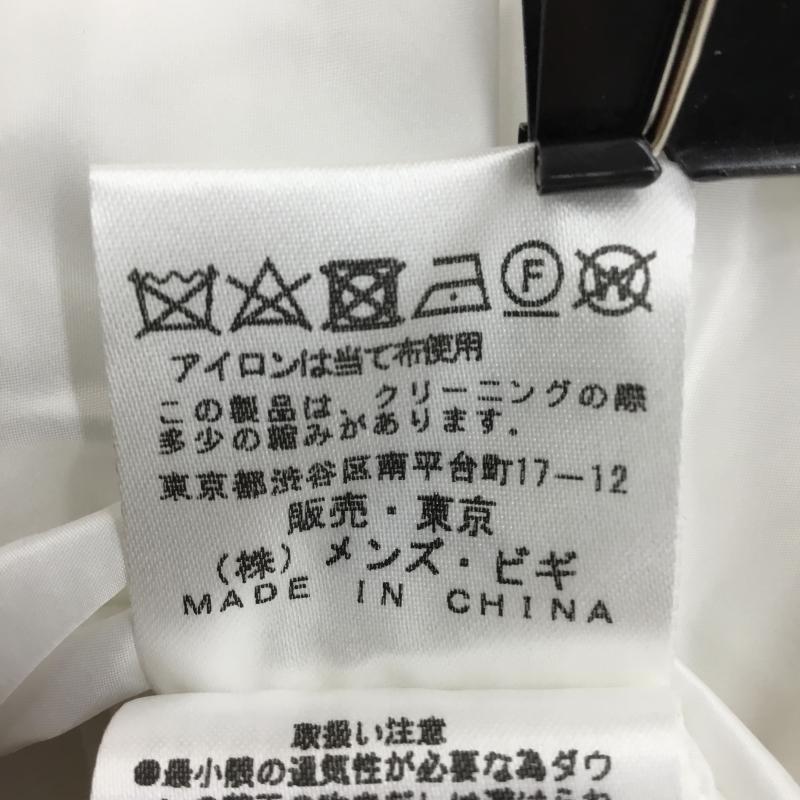 F W
アイロンは当て布使用
この製品は、クリーニングの際
多少の縮みがあります。
東京都渋谷区南平台町17-12
販売・東京
(株)メンズ・ビギ
MADE IN CHINA
取扱い注意
●最小限の通気性が必要な為ダウ